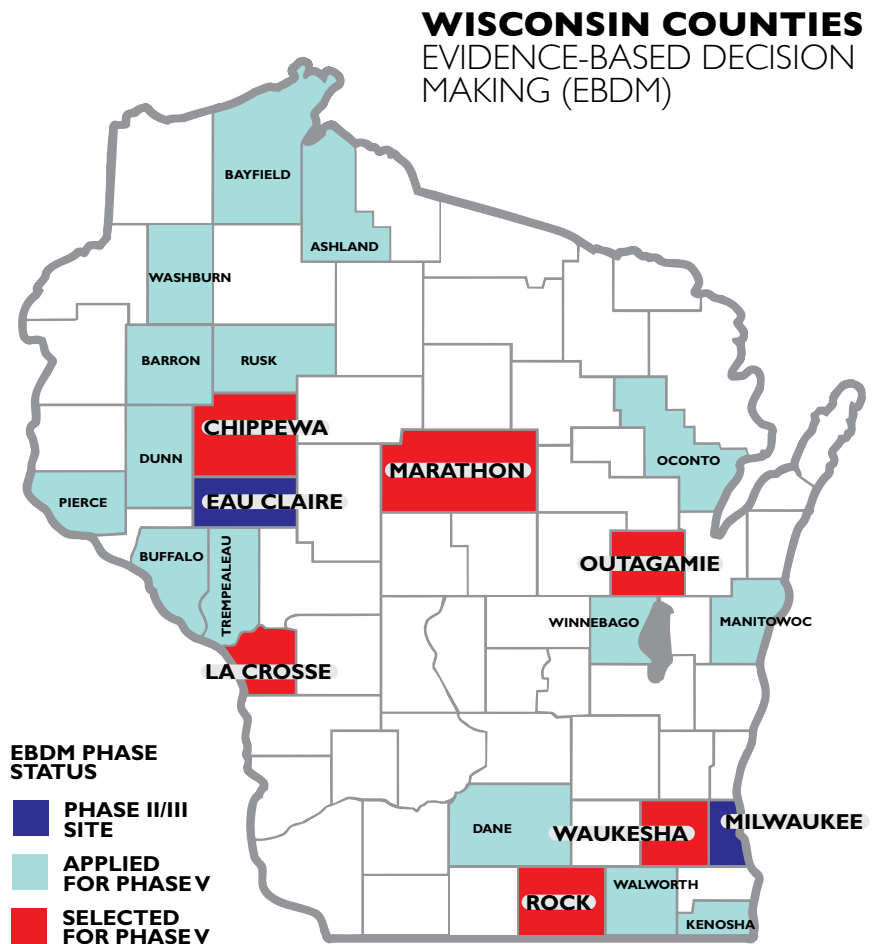 WISCONSIN COUNTIES
EVIDENCE-BASED DECISION
MAKING (EBDM)
BAYFIELD
ASHLAND
WASHBURN
BARRON
RUSK
CHIPPEWA
MARATHON
DUNN
OCONTO
PIERCE
EAU CLAIRE
BUFFALO
TREMPEALEAU
OUTAGAMIE
WINNEBAGO
MANITOWOC
LA CROSSE
EBDM PHASE
STATUS
PHASE II/III
SITE
APPLIED
FOR PHASE V
SELECTED
FOR PHASE V
DANE
WAUKESHA
MILWAUKEE
WALWORTH
ROCK
KENOSHA